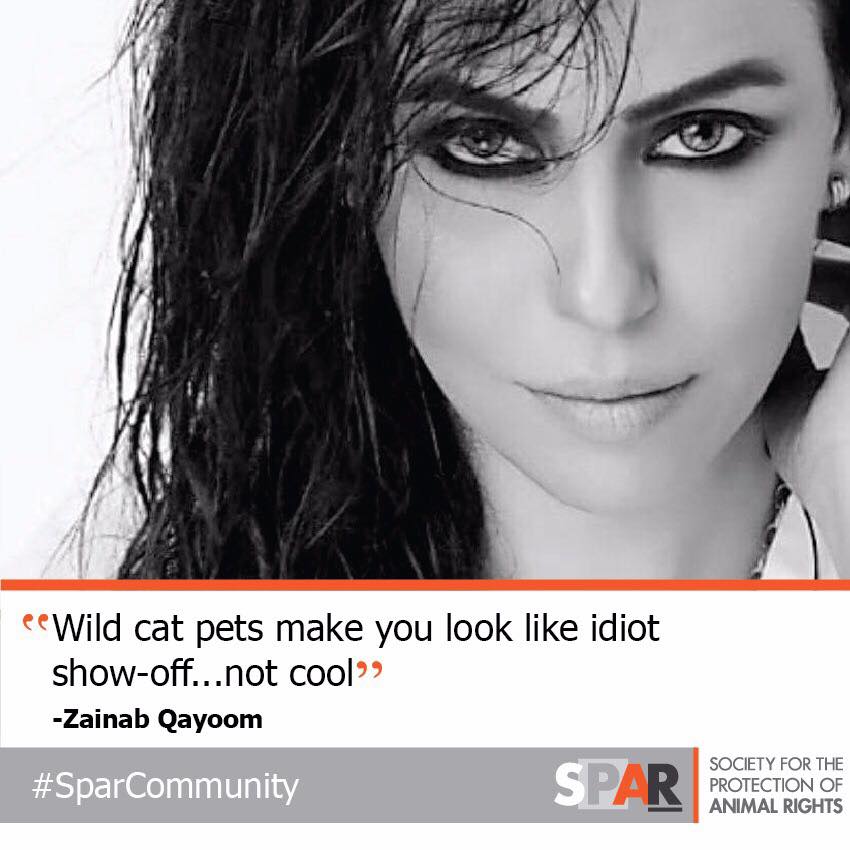 “Wild cat pets make you look like idiot
show-off...not cool”
-Zainab Qayoom
#SparCommunity
SPAR
SOCIETY FOR THE
PROTECTION OF
ANIMAL RIGHTS